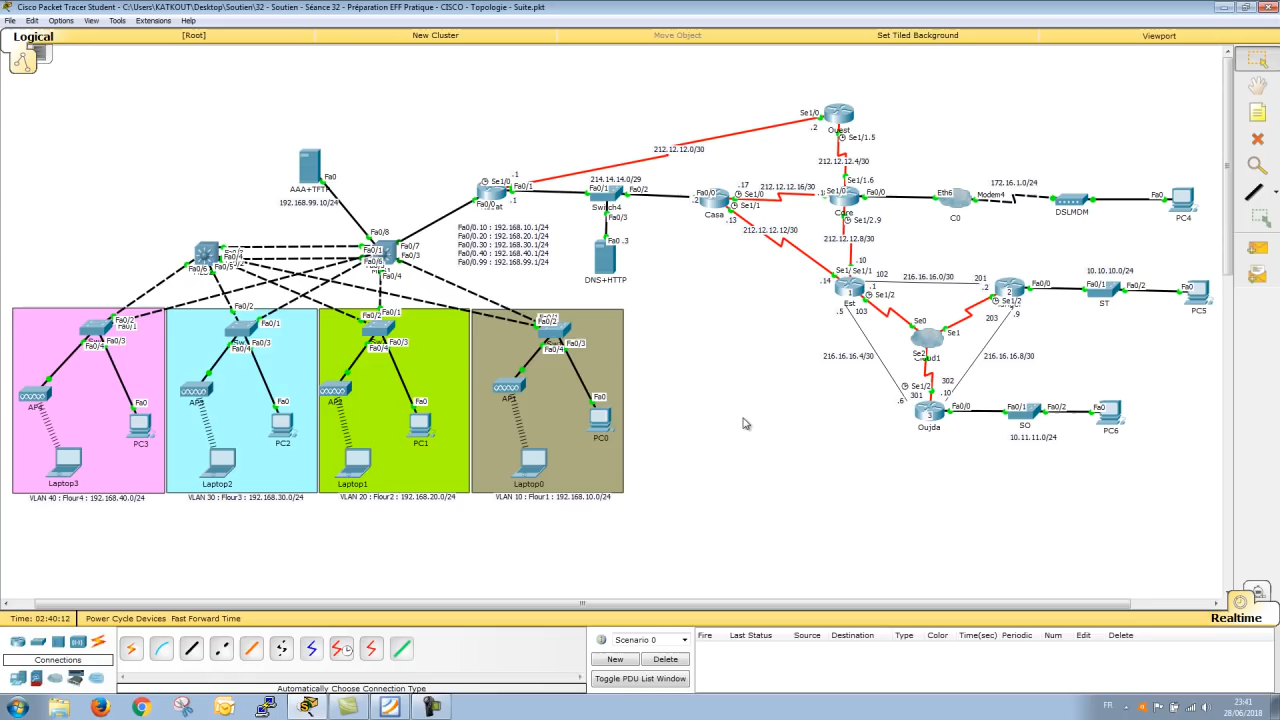 Cisco Packet Tracer Student - C:\Users\KATKOUT\Desktop\Soutien\32 - Soutien - Séance 32 - Préparation EFF Pratique - CISCO - Topologie - Suite.pkt
File Edit Options View Tools Extensions Help
Logical [Root] New Cluster Move Object Set Tiled Background Viewport
Se1/0
.2
Ouest
Se1/1.5
212.12.12.0/30
212.12.12.4/30
Fa0
AAA+TFTP
192.168.99.10/24
Se1/0
.1
Fa0/1
.1
Fa0/0
214.14.14.0/29
Fa0/1
Fa0/2
Switch4
Fa0/3
Fa0 .3
DNS+HTTP
Fa0/0
.2
Casa
.17
Se1/0
Se1/1
.13
212.12.12.16/30
212.12.12.12/30
Se1/1.6
Se1/0
Fa0/0
Se1/2.9
212.12.12.8/30
Eth6
C0
Modem4
172.16.1.0/24
DSLMDM
Fa0
PC4
Fa0/0.10 : 192.168.10.1/24
Fa0/0.20 : 192.168.20.1/24
Fa0/0.30 : 192.168.30.1/24
Fa0/0.40 : 192.168.40.1/24
Fa0/0.99 : 192.168.99.1/24
Fa0/8
Fa0/7
Fa0/3
Fa0/4
Fa0/6
.10
Se1/1
.14
102
.1
Se1/2
Est
.5
103
216.16.16.0/30
201
.2
Fa0/0
Se1/2
203
.9
10.10.10.0/24
Fa0/1
Fa0/2
ST
Fa0
PC5
Se0
Se1
Se2
216.16.16.4/30
216.16.16.8/30
Se1/2
301
302
.10
.6
Fa0/0
Oujda
Fa0/1
Fa0/2
SO
10.11.11.0/24
Fa0
PC6
Fa0/2
Fa0/1
Fa0/3
Fa0/4
Fa0
PC3
Laptop3
VLAN 40 : Flour4 : 192.168.40.0/24
Fa0/2
Fa0/1
Fa0/3
Fa0/4
Fa0
PC2
Laptop2
VLAN 30 : Flour3 : 192.168.30.0/24
Fa0/2
Fa0/1
Fa0/3
Fa0/4
Fa0
PC1
Laptop1
VLAN 20 : Flour2 : 192.168.20.0/24
Fa0/1
Fa0/2
Fa0/3
Fa0/4
Fa0
PC0
Laptop0
VLAN 10 : Flour1 : 192.168.10.0/24
Time: 02:40:12 Power Cycle Devices Fast Forward Time
Realtime
Connections
Automatically Choose Connection Type
Scenario 0
New Delete
Toggle PDU List Window
Fire Last Status Source Destination Type Color Time(sec) Periodic Num Edit Delete
FR
23:41
28/06/2018